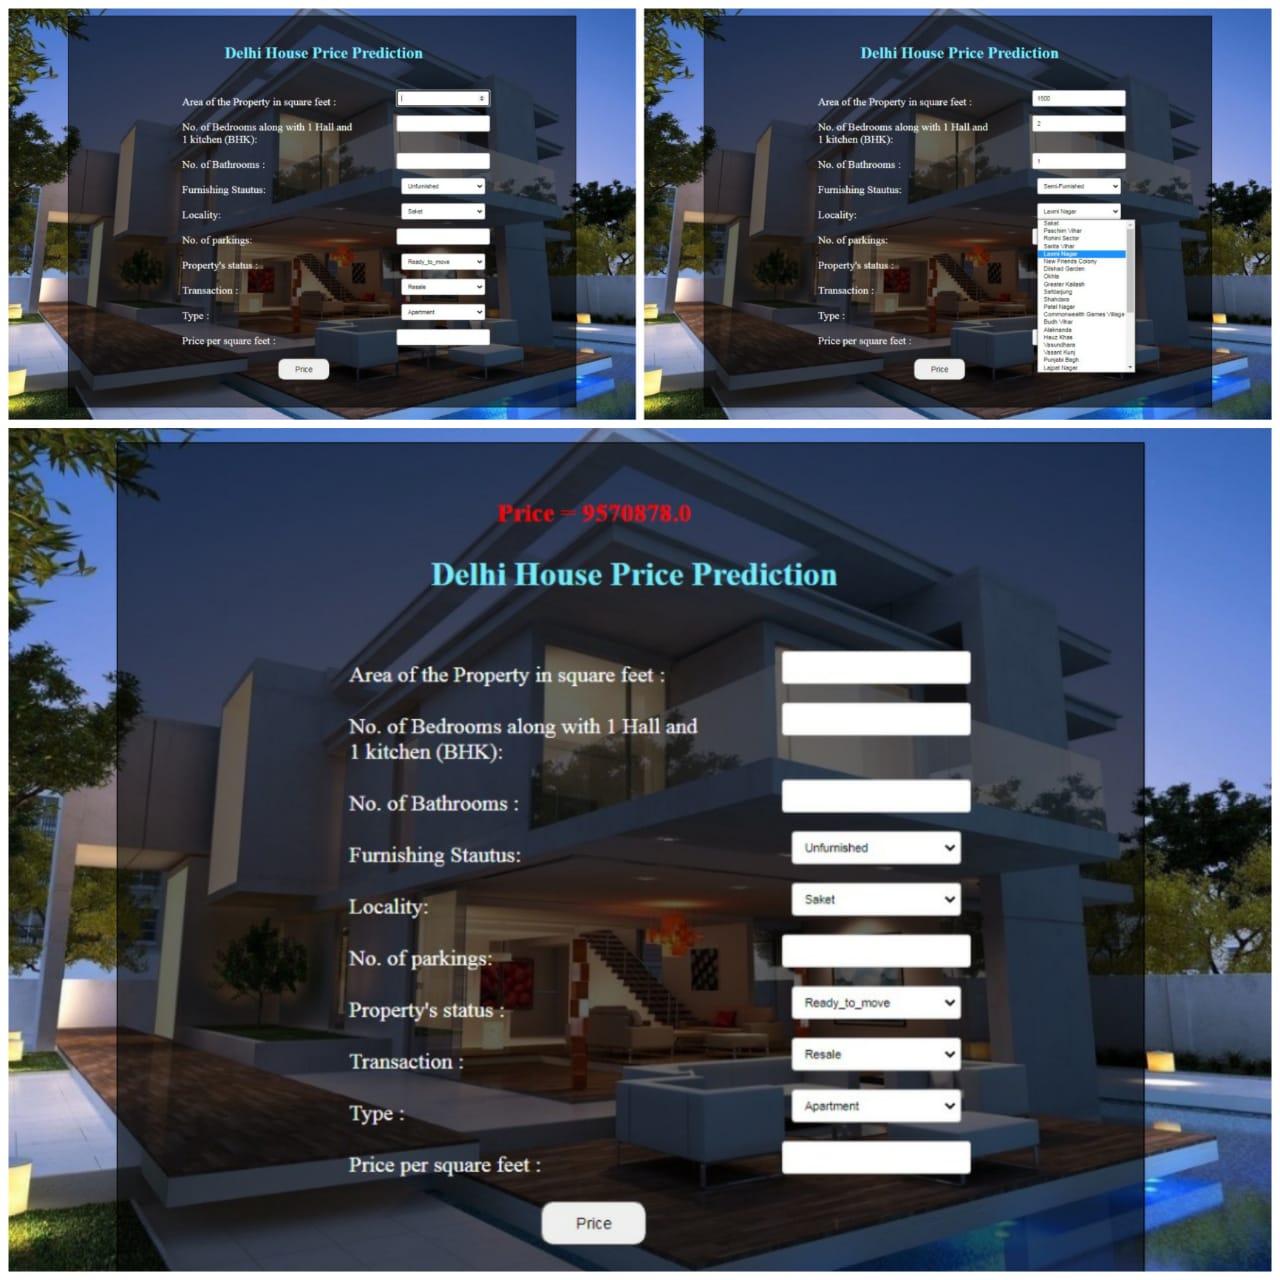 Delhi House Price Prediction
Area of the Property in square feet :
No. of Bedrooms along with 1 Hall and
1 kitchen (BHK):
No. of Bathrooms :
Furnishing Stautus: Unfurnished
Locality: Saket
No. of parkings:
Property's status : Ready_to_move
Transaction : Resale
Type : Apartment
Price per square feet :
Price
Delhi House Price Prediction
Area of the Property in square feet : 1500
No. of Bedrooms along with 1 Hall and 2
1 kitchen (BHK):
No. of Bathrooms : 1
Furnishing Stautus: Semi-Furnished
Locality: Laxmi Nagar
Saket
Paschim Vihar
No. of parkings:
Rohini Sector
Sarita Vihar
Laxmi Nagar
New Friends Colony
Property's status :
Dilshad Garden
Okhla
Greater Kailash
Transaction :
Safdarjung
Shahdara
Patel Nagar
Type :
Commonwealth Games Village
Budh Vihar
Alaknanda
Hauz Khas
Price per square feet :
Vasundhara
Vasant Kunj
Punjabi Bagh
Lajpat Nagar
Price
Price = 9570878.0
Delhi House Price Prediction
Area of the Property in square feet :
No. of Bedrooms along with 1 Hall and
1 kitchen (BHK):
No. of Bathrooms :
Furnishing Stautus: Unfurnished
Locality: Saket
No. of parkings:
Property's status : Ready_to_move
Transaction : Resale
Type : Apartment
Price per square feet :
Price